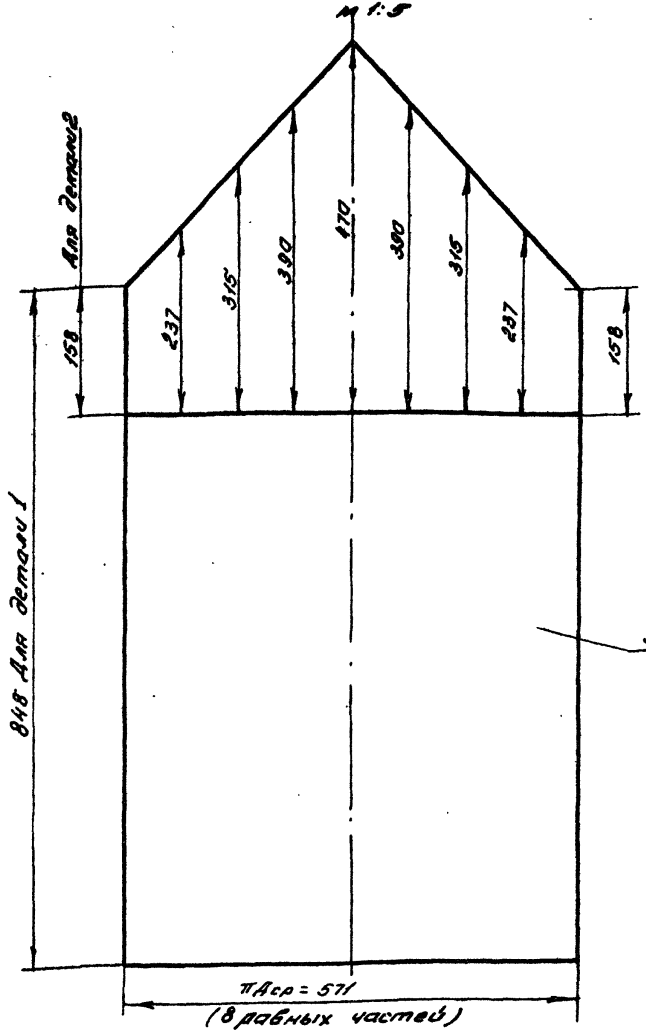 М 1:5
Для детали 2
158
237
315
390
470
390
315
237
158
848 Для детали 1
πДср = 571
(8 равных частей)